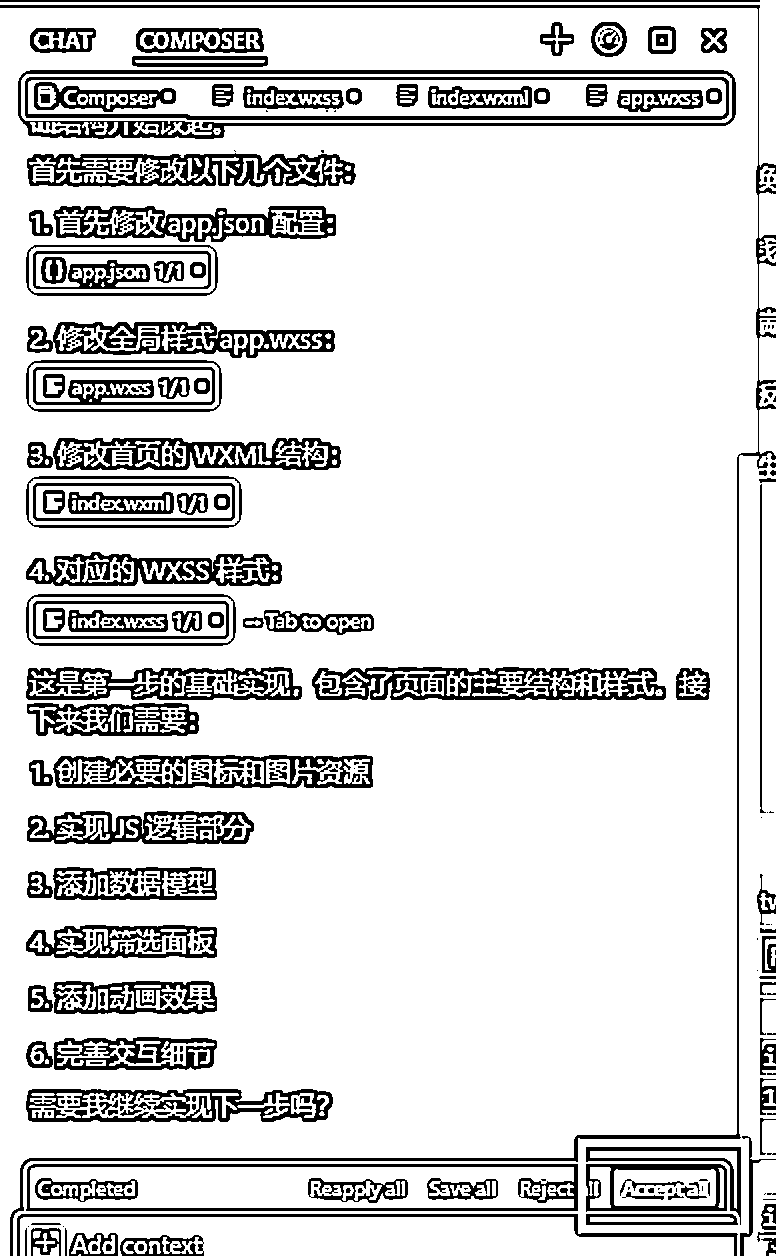 CHAT COMPOSER
Composer index.wxss index.wxml app.wxss
首先需要修改以下几个文件:
1. 首先修改 app.json 配置:
app.json 1/1
2. 修改全局样式 app.wxss:
app.wxss 1/1
3. 修改首页的 WXML 结构:
index.wxml 1/1
4. 对应的 WXSS 样式:
index.wxss 1/1 -- Tab to open
这是第一步的基础实现，包含了页面的主要结构和样式。接
下来我们需要:
1. 创建必要的图标和图片资源
2. 实现 JS 逻辑部分
3. 添加数据模型
4. 实现筛选面板
5. 添加动画效果
6. 完善交互细节
需要我继续实现下一步吗?
Completed Reapply all Save all Reject all Accept all
Add context